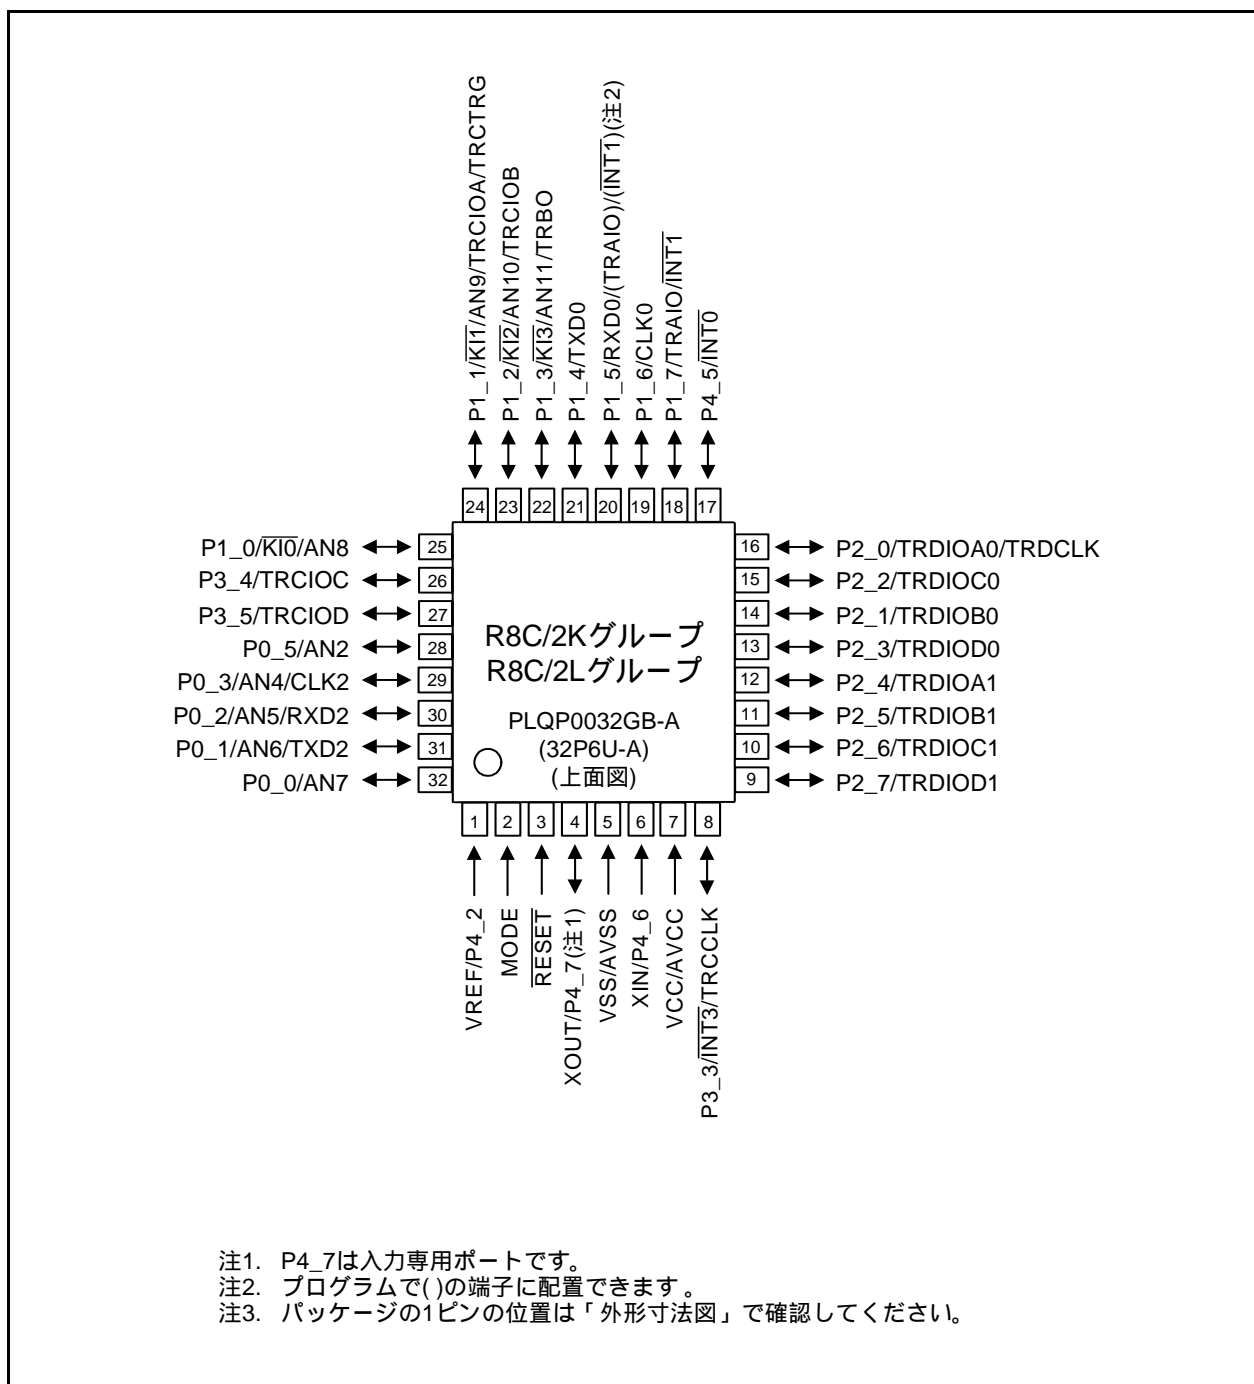 P1_1/K̅I̅1̅/AN9/TRCIOA/TRCTRG
P1_2/K̅I̅2̅/AN10/TRCIOB
P1_3/K̅I̅3̅/AN11/TRBO
P1_4/TXD0
P1_5/RXD0/(TRAIO)/(I̅N̅T̅1̅)(注2)
P1_6/CLK0
P1_7/TRAIO/I̅N̅T̅1̅
P4_5/I̅N̅T̅0̅
24 23 22 21 20 19 18 17
P1_0/K̅I̅0̅/AN8 25
P3_4/TRCIOC 26
P3_5/TRCIOD 27
P0_5/AN2 28
P0_3/AN4/CLK2 29
P0_2/AN5/RXD2 30
P0_1/AN6/TXD2 31
P0_0/AN7 32
R8C/2Kグループ
R8C/2Lグループ
PLQP0032GB-A
(32P6U-A)
(上面図)
16 P2_0/TRDIOA0/TRDCLK
15 P2_2/TRDIOC0
14 P2_1/TRDIOB0
13 P2_3/TRDIOD0
12 P2_4/TRDIOA1
11 P2_5/TRDIOB1
10 P2_6/TRDIOC1
9 P2_7/TRDIOD1
1 2 3 4 5 6 7 8
VREF/P4_2
MODE
R̅E̅S̅E̅T̅
XOUT/P4_7(注1)
VSS/AVSS
XIN/P4_6
VCC/AVCC
P3_3/I̅N̅T̅3̅/TRCCLK
注1. P4_7は入力専用ポートです。
注2. プログラムで( )の端子に配置できます。
注3. パッケージの1ピンの位置は「外形寸法図」で確認してください。